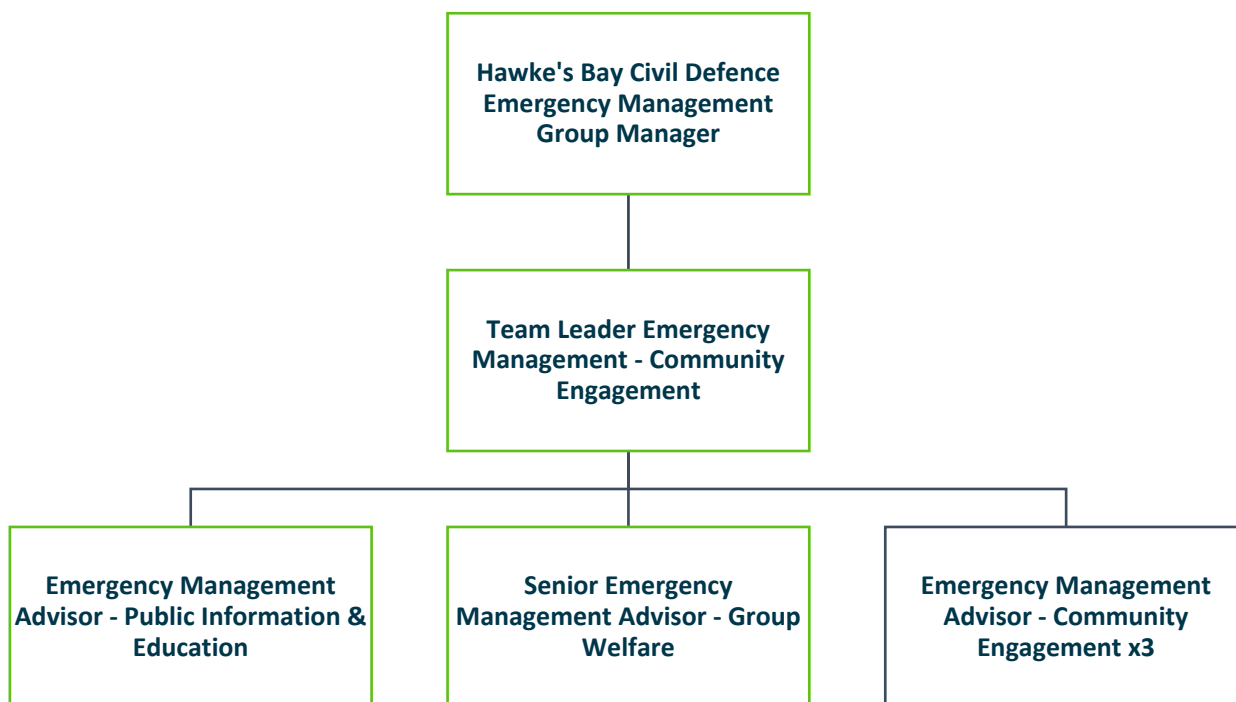 Hawke's Bay Civil Defence
Emergency Management
Group Manager
Team Leader Emergency
Management - Community
Engagement
Emergency Management
Advisor - Public Information &
Education
Senior Emergency
Management Advisor - Group
Welfare
Emergency Management
Advisor - Community
Engagement x3